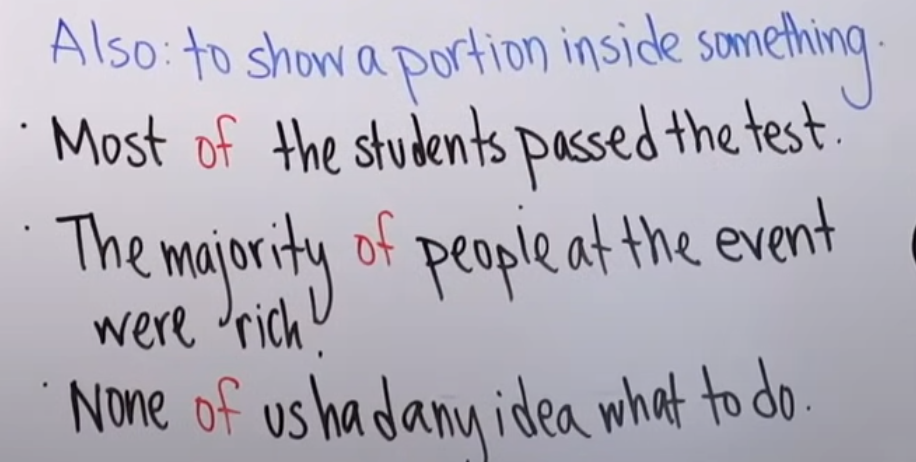 Also: to show a portion inside something.
· Most of the students passed the test.
· The majority of people at the event
were rich.
· None of us had any idea what to do.